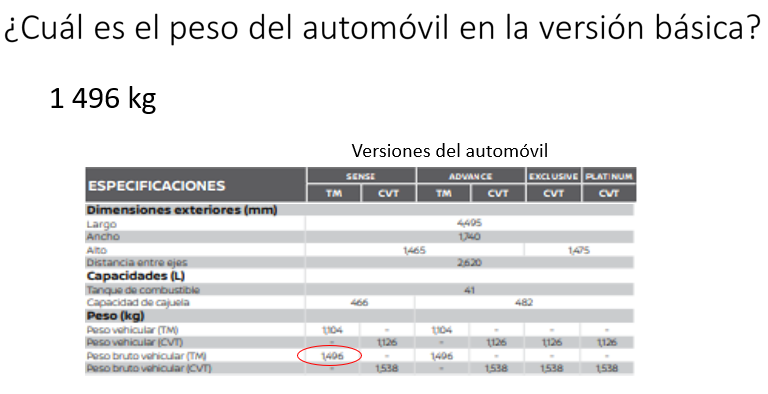 ¿Cuál es el peso del automóvil en la versión básica?
1 496 kg
Versiones del automóvil
ESPECIFICACIONES SENSE ADVANCE EXCLUSIVE PLATINUM
TM CVT TM CVT CVT CVT
Dimensiones exteriores (mm)
Largo 4,495
Ancho 1,740
Alto 1,465 1,475
Distancia entre ejes 2,620
Capacidades (L)
Tanque de combustible 41
Capacidad de cajuela 466 482
Peso (kg)
Peso vehicular (TM) 1,104 - 1,104 - - -
Peso vehicular (CVT) - 1,126 - 1,126 1,126 1,126
Peso bruto vehicular (TM) 1,496 - 1,496 - - -
Peso bruto vehicular (CVT) - 1,538 - 1,538 1,538 1,538